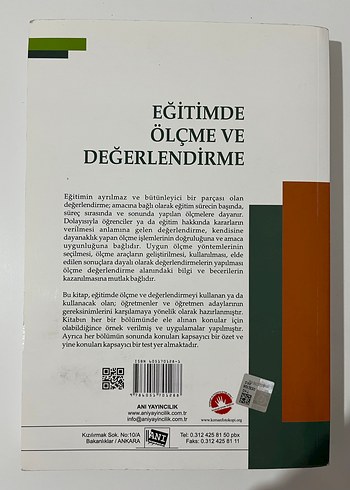 EĞİTİMDE
ÖLÇME VE
DEĞERLENDİRME
Eğitimin ayrılmaz ve bütünleyici bir parçası olan
değerlendirme; amacına bağlı olarak eğitim sürecin başında,
süreç sırasında ve sonunda yapılan ölçmelere dayanır.
Dolayısıyla öğrenciler ya da eğitim hakkında kararların
verilmesi anlamına gelen değerlendirme, kendisine
dayanaklık yapan ölçme işlemlerinin doğruluğuna ve amaca
uygunluğuna bağlıdır. Uygun ölçme yöntemlerinin
seçilmesi, ölçme araçların geliştirilmesi, kullanılması, elde
edilen sonuçlara dayalı olarak değerlendirmelerin yapılması
ölçme değerlendirme alanındaki bilgi ve becerilerin
kazanılmasına mutlak bağlıdır.
Bu kitap, eğitimde ölçme ve değerlendirmeyi kullanan ya da
kullanacak olan; öğretmenler ve öğretmen adaylarının
gereksinimlerini karşılamaya yönelik olarak hazırlanmıştır.
Kitabın her bir bölümünde ele alınan konular için
olabildiğince örnek verilmiş ve uygulamalar yapılmıştır.
Ayrıca her bölümün sonunda konuları kapsayıcı bir özet ve
yine konuları kapsayıcı bir test yer almaktadır.
ANI YAYINCILIK
www.aniyayincilik.com.tr
info@aniyayincilik.com.tr
www.korsanlistikapi.org
Kızılırmak Sok. No:10/A
Bakanlıklar / ANKARA
ANI
Tel: 0.312 425 81 50 pbx
Faks: 0.312 425 81 11